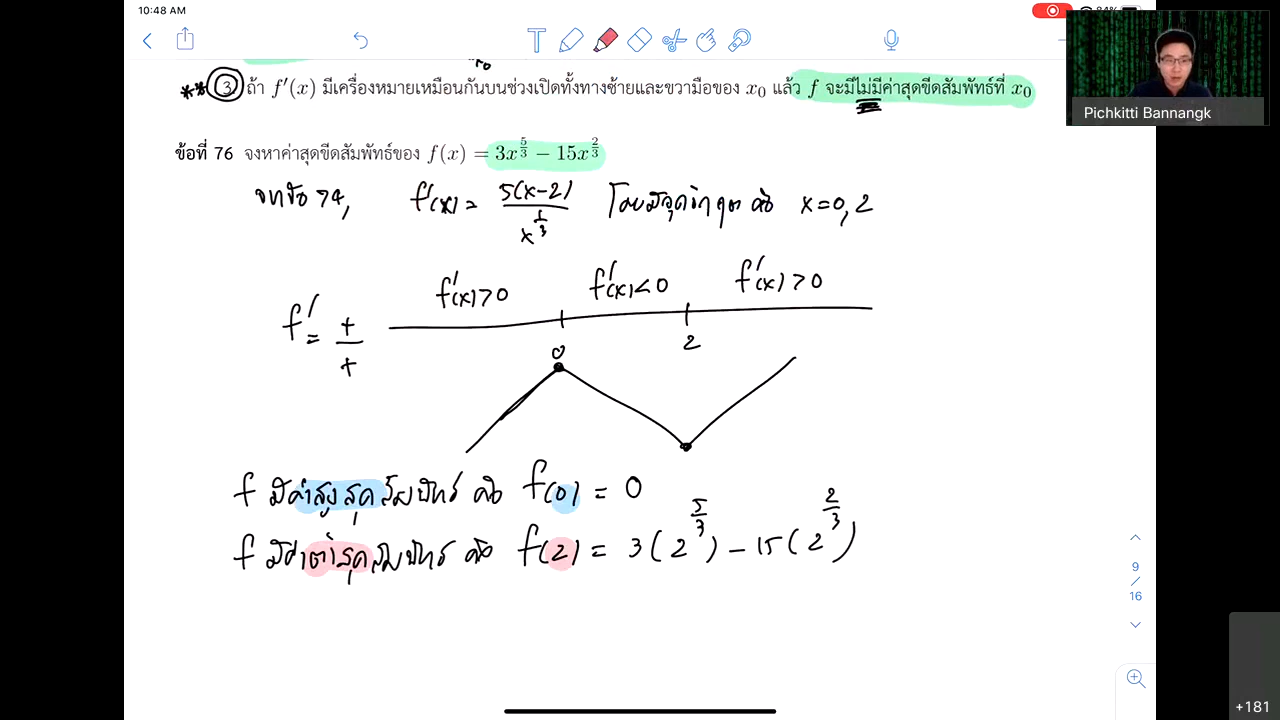 10:48 AM
84%
** ③ ถ้า f′(x) มีเครื่องหมายเหมือนกันบนช่วงเปิดทั้งทางซ้ายและขวามือของ x₀ แล้ว f จะมีไม่มีค่าสุดขีดสัมพัทธ์ที่ x₀
Pichkitti Bannangk
ข้อที่ 76 จงหาค่าสุดขีดสัมพัทธ์ของ f(x) = 3x^{5/3} − 15x^{2/3}
จากข้อ 74, f′(x) = 5(x−2)/x^{1/3} โดยมีจุดวิกฤต คือ x=0, 2
f′(x)>0 f′(x)<0 f′(x)>0
f′ = +/+
0 2
f มีค่าสูงสุดสัมพัทธ์ คือ f(0) = 0
f มีค่าต่ำสุดสัมพัทธ์ คือ f(2) = 3(2^{5/3}) − 15(2^{2/3})
9
/
16
+181